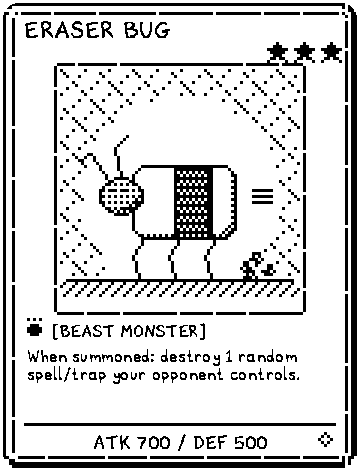 ERASER BUG
[BEAST MONSTER]
When summoned: destroy 1 random
spell/trap your opponent controls.
ATK 700 / DEF 500